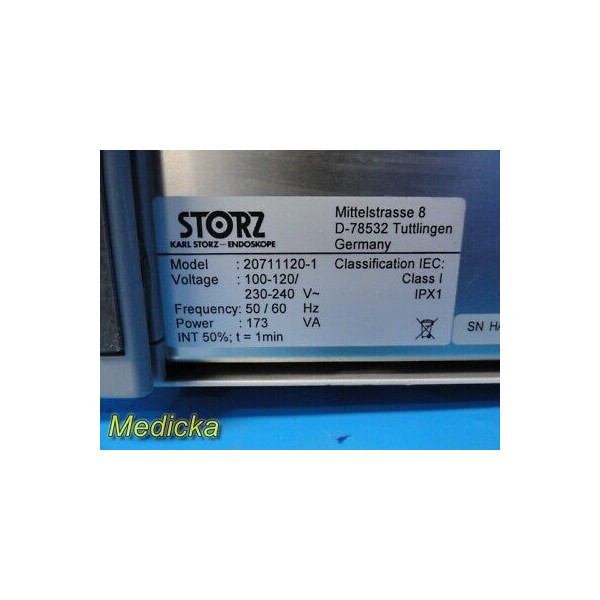 STORZ
KARL STORZ — ENDOSKOPE
Mittelstrasse 8
D-78532 Tuttlingen
Germany
Model : 20711120-1
Voltage : 100-120/
230-240 V~
Frequency: 50 / 60 Hz
Power : 173 VA
INT 50%; t = 1min
Classification IEC:
Class I
IPX1
SN HA
Medicka